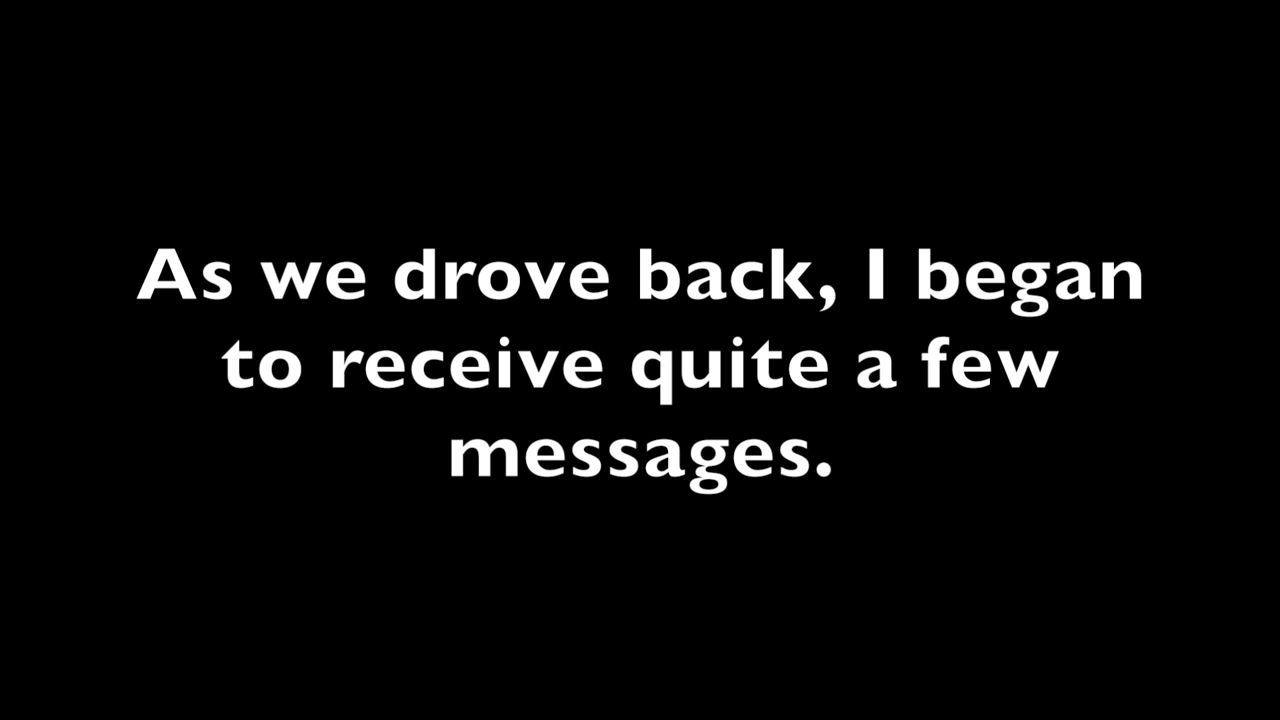 As we drove back, I began
to receive quite a few
messages.